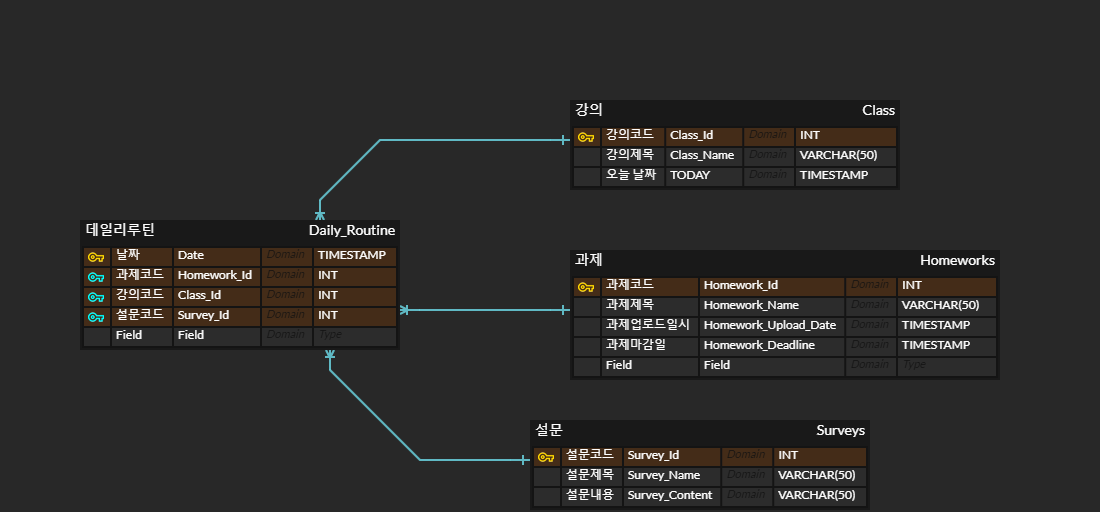 강의 Class
강의코드 Class_Id Domain INT
강의제목 Class_Name Domain VARCHAR(50)
오늘 날짜 TODAY Domain TIMESTAMP
데일리루틴 Daily_Routine
날짜 Date Domain TIMESTAMP
과제코드 Homework_Id Domain INT
강의코드 Class_Id Domain INT
설문코드 Survey_Id Domain INT
Field Field Domain Type
과제 Homeworks
과제코드 Homework_Id Domain INT
과제제목 Homework_Name Domain VARCHAR(50)
과제업로드일시 Homework_Upload_Date Domain TIMESTAMP
과제마감일 Homework_Deadline Domain TIMESTAMP
Field Field Domain Type
설문 Surveys
설문코드 Survey_Id Domain INT
설문제목 Survey_Name Domain VARCHAR(50)
설문내용 Survey_Content Domain VARCHAR(50)